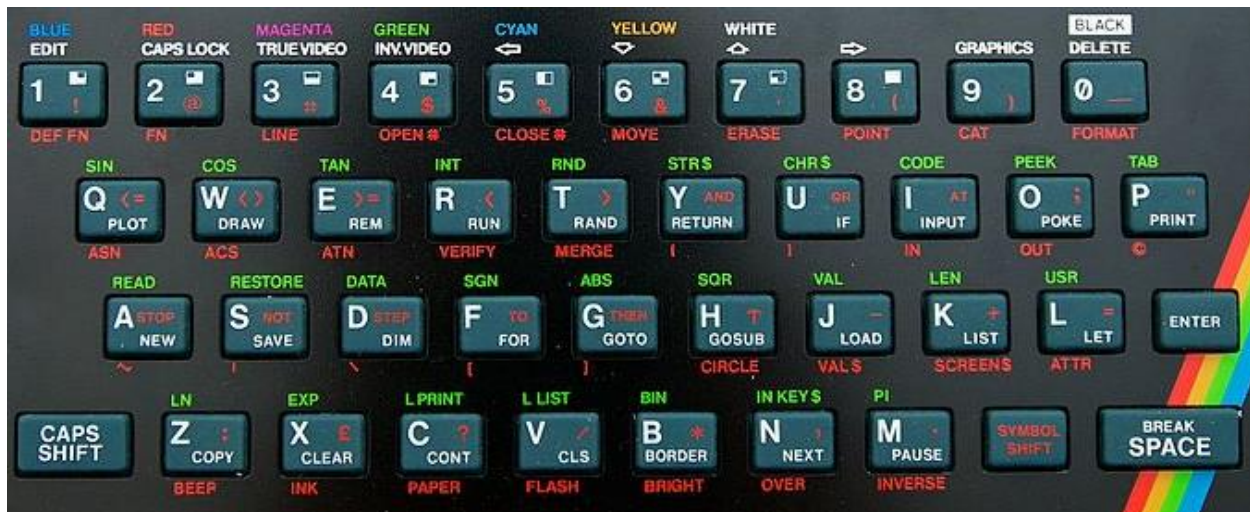 BLUE RED MAGENTA GREEN CYAN YELLOW WHITE BLACK
EDIT CAPS LOCK TRUE VIDEO INV.VIDEO ⇦ ▽ △ ⇨ GRAPHICS DELETE
1 ! 2 @ 3 # 4 $ 5 % 6 & 7 ' 8 ( 9 ) 0 _
DEF FN FN LINE OPEN # CLOSE # MOVE ERASE POINT CAT FORMAT
SIN COS TAN INT RND STR $ CHR $ CODE PEEK TAB
Q <= W <> E >= R < T > Y AND U OR I AT O ; P "
PLOT DRAW REM RUN RAND RETURN IF INPUT POKE PRINT
ASN ACS ATN VERIFY MERGE [ ] IN OUT ©
READ RESTORE DATA SGN ABS SQR VAL LEN USR
A STOP S NOT D STEP F TO G THEN H ↑ J − K + L = ENTER
NEW SAVE DIM FOR GOTO GOSUB LOAD LIST LET
~ | \ { } CIRCLE VAL $ SCREEN $ ATTR
LN EXP L PRINT L LIST BIN IN KEY $ PI
CAPS SHIFT Z : X £ C ? V / B * N , M . SYMBOL SHIFT BREAK SPACE
COPY CLEAR CONT CLS BORDER NEXT PAUSE
BEEP INK PAPER FLASH BRIGHT OVER INVERSE